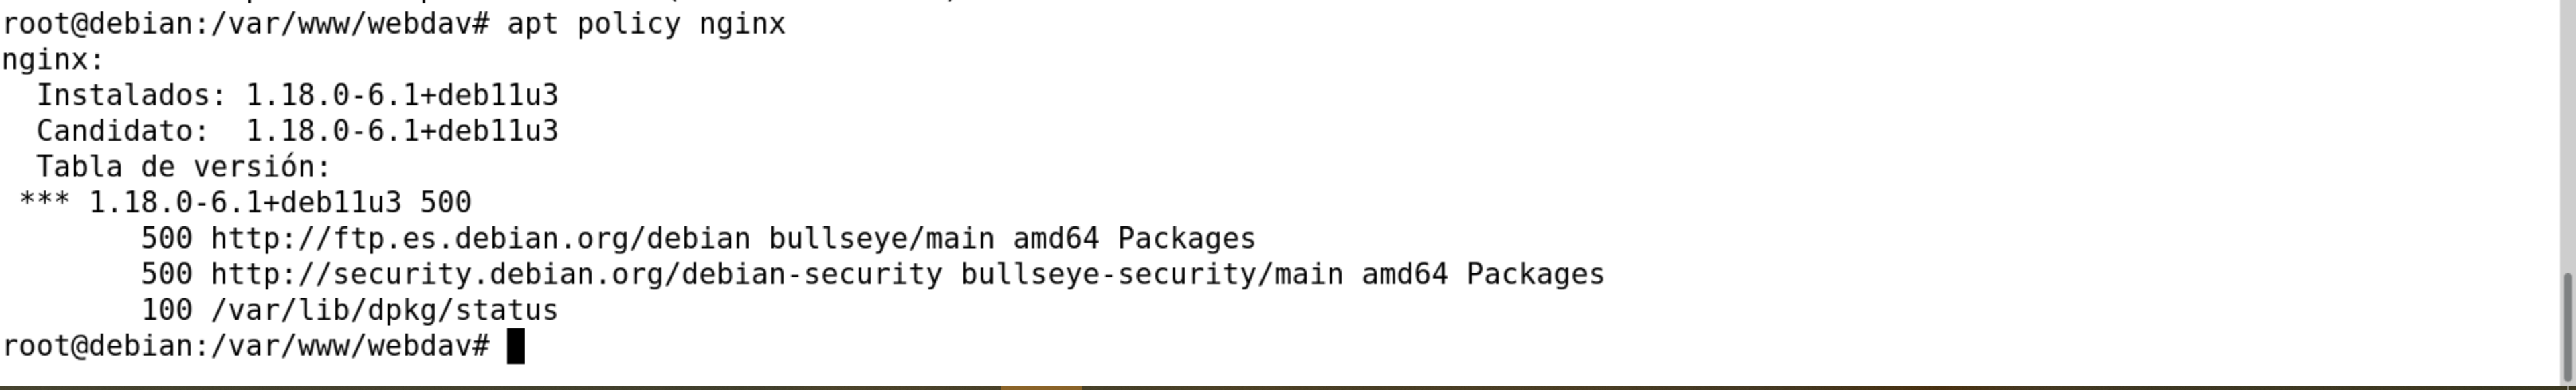 root@debian:/var/www/webdav# apt policy nginx
nginx:
  Instalados: 1.18.0-6.1+deb11u3
  Candidato:  1.18.0-6.1+deb11u3
  Tabla de versión:
 *** 1.18.0-6.1+deb11u3 500
        500 http://ftp.es.debian.org/debian bullseye/main amd64 Packages
        500 http://security.debian.org/debian-security bullseye-security/main amd64 Packages
        100 /var/lib/dpkg/status
root@debian:/var/www/webdav#